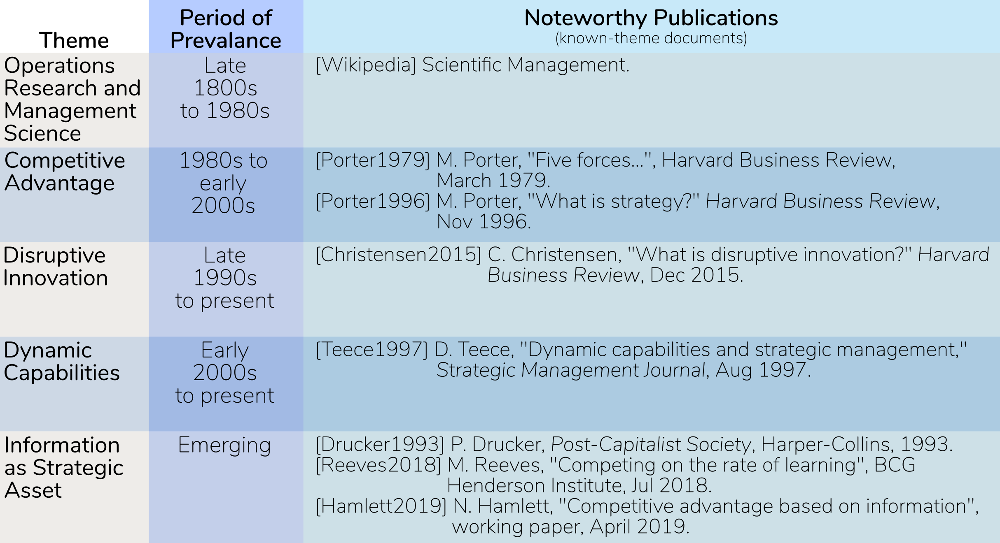 Theme
Period of
Prevalance
Noteworthy Publications
(known-theme documents)
Operations
Research and
Management
Science
Late
1800s
to 1980s
[Wikipedia] Scientific Management.
Competitive
Advantage
1980s to
early
2000s
[Porter1979] M. Porter, "Five forces...", Harvard Business Review,
March 1979.
[Porter1996] M. Porter, "What is strategy?" Harvard Business Review,
Nov 1996.
Disruptive
Innovation
Late
1990s
to present
[Christensen2015] C. Christensen, "What is disruptive innovation?" Harvard
Business Review, Dec 2015.
Dynamic
Capabilities
Early
2000s
to present
[Teece1997] D. Teece, "Dynamic capabilities and strategic management,"
Strategic Management Journal, Aug 1997.
Information
as Strategic
Asset
Emerging
[Drucker1993] P. Drucker, Post-Capitalist Society, Harper-Collins, 1993.
[Reeves2018] M. Reeves, "Competing on the rate of learning", BCG
Henderson Institute, Jul 2018.
[Hamlett2019] N. Hamlett, "Competitive advantage based on information",
working paper, April 2019.